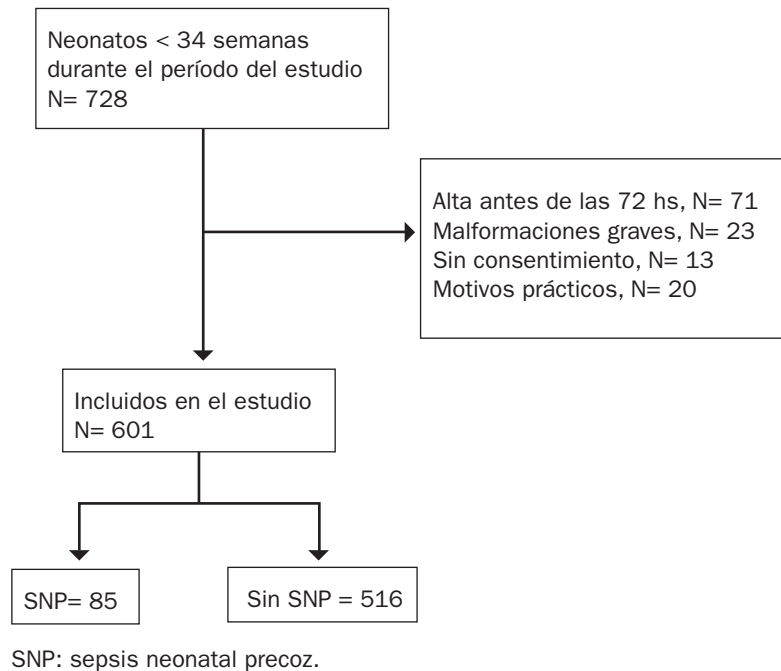 Neonatos < 34 semanas
durante el período del estudio
N= 728
Alta antes de las 72 hs, N= 71
Malformaciones graves, N= 23
Sin consentimiento, N= 13
Motivos prácticos, N= 20
Incluidos en el estudio
N= 601
SNP= 85
Sin SNP = 516
SNP: sepsis neonatal precoz.